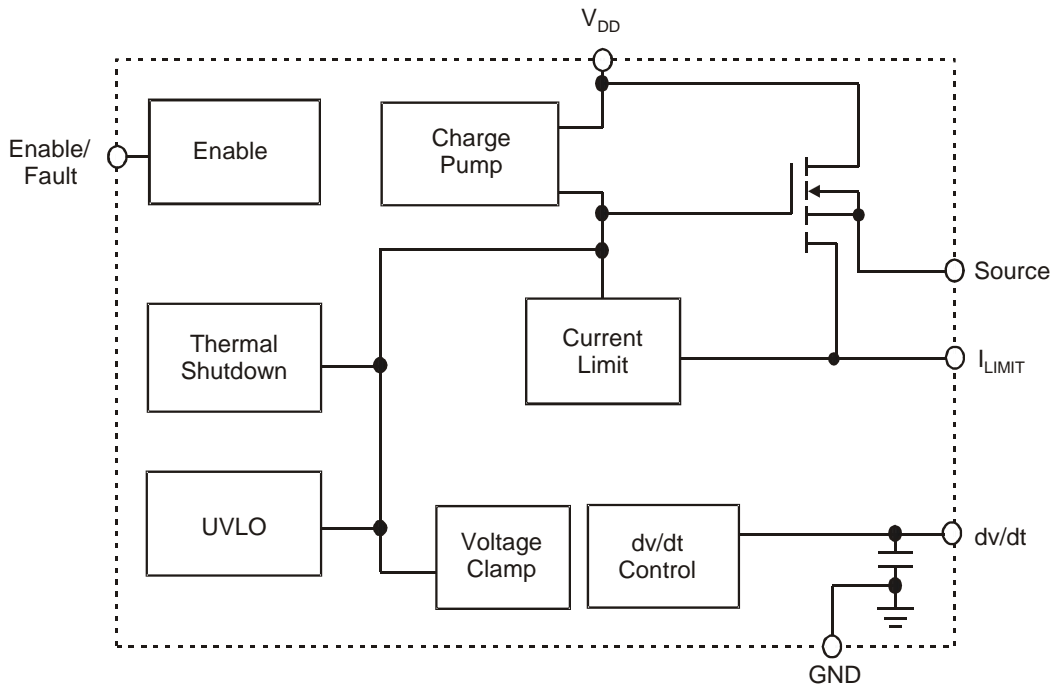 V_DD
Enable/
Fault
Enable
Charge
Pump
Source
Thermal
Shutdown
Current
Limit
I_LIMIT
UVLO
Voltage
Clamp
dv/dt
Control
dv/dt
GND